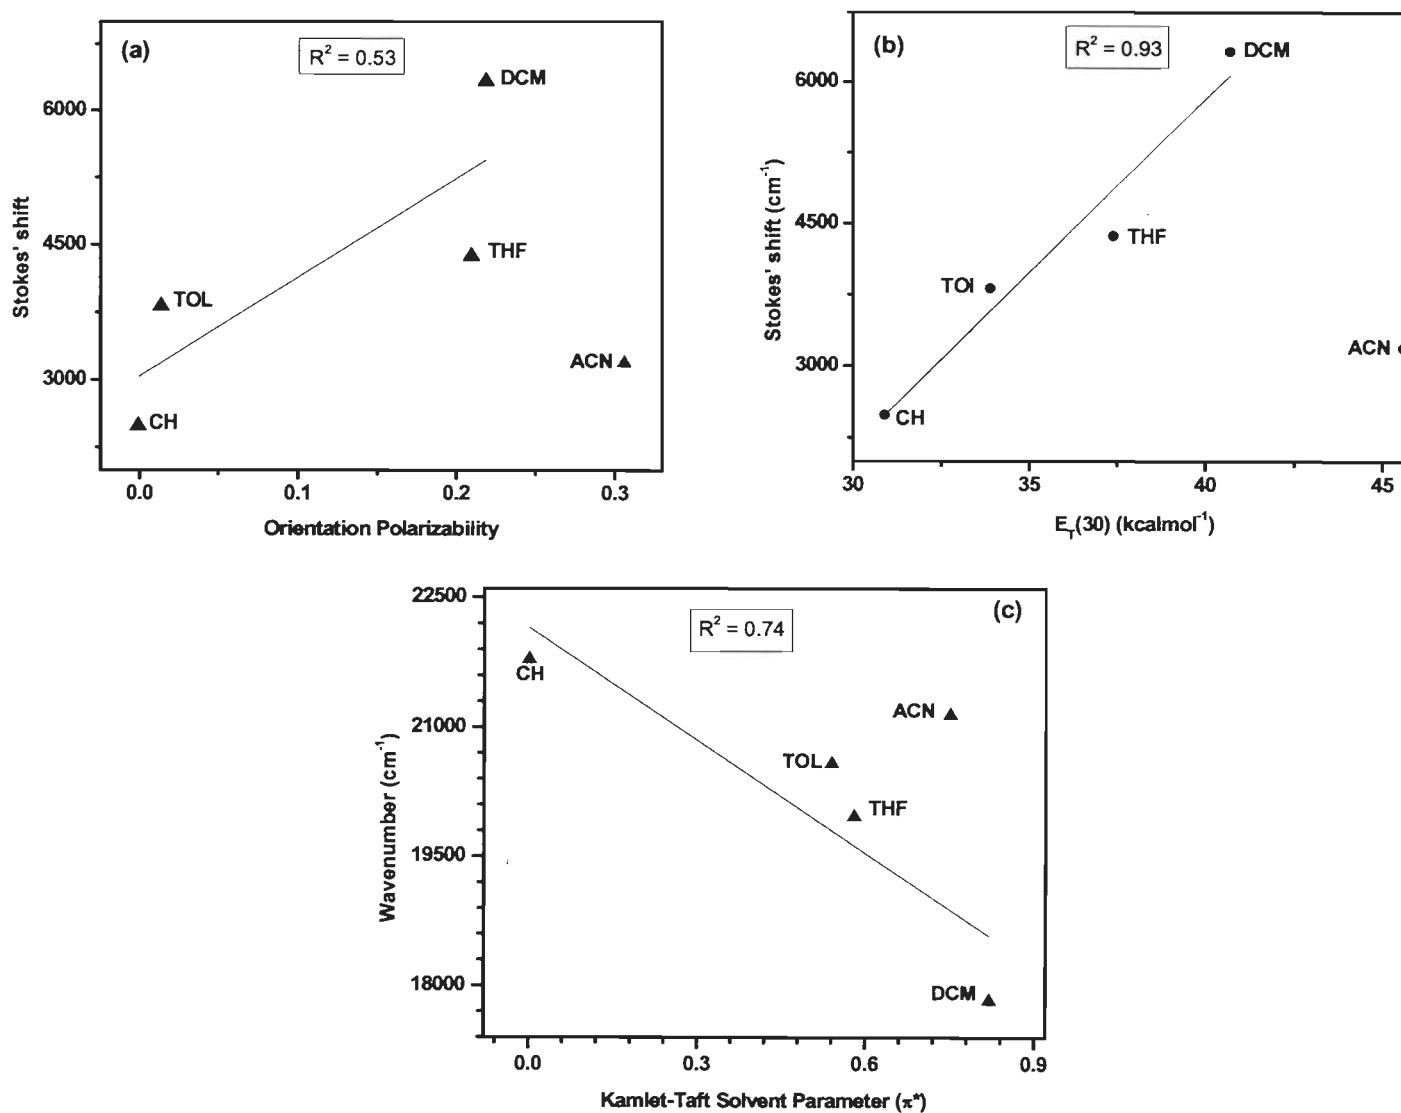 (a)
R² = 0.53
DCM
6000
4500
3000
Stokes' shift
THF
TOL
ACN
CH
0.0 0.1 0.2 0.3
Orientation Polarizability
(b)
R² = 0.93
DCM
6000
4500
3000
Stokes' shift (cm⁻¹)
THF
TOI
ACN
CH
30 35 40 45
E_T(30) (kcalmol⁻¹)
(c)
R² = 0.74
22500
21000
19500
18000
Wavenumber (cm⁻¹)
CH
ACN
TOL
THF
DCM
0.0 0.3 0.6 0.9
Kamlet-Taft Solvent Parameter (π*)